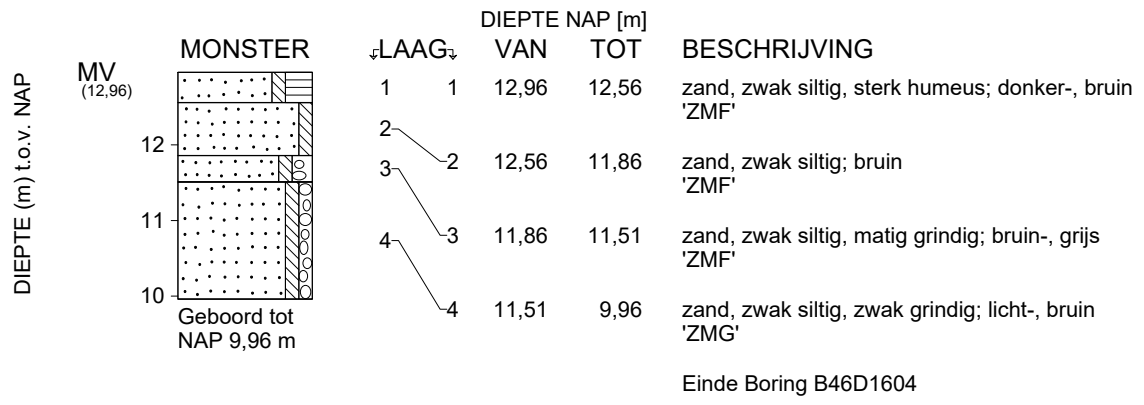 DIEPTE NAP [m]
MONSTER LAAG VAN TOT BESCHRIJVING
DIEPTE (m) t.o.v. NAP
MV
(12,96)
1 1 12,96 12,56 zand, zwak siltig, sterk humeus; donker-, bruin
'ZMF'
12
2
2 12,56 11,86 zand, zwak siltig; bruin
'ZMF'
3
11
3 11,86 11,51 zand, zwak siltig, matig grindig; bruin-, grijs
'ZMF'
4
10
4 11,51 9,96 zand, zwak siltig, zwak grindig; licht-, bruin
'ZMG'
Geboord tot
NAP 9,96 m
Einde Boring B46D1604